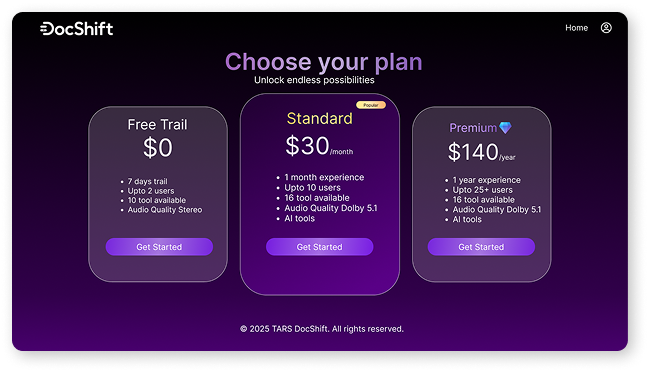 DocShift
Home
Choose your plan
Unlock endless possibilities
Free Trail
$0
7 days trail
Upto 2 users
10 tool available
Audio Quality Stereo
Get Started
Popular
Standard
$30/month
1 month experience
Upto 10 users
16 tool available
Audio Quality Dolby 5.1
AI tools
Get Started
Premium
$140/year
1 year experience
Upto 25+ users
16 tool available
Audio Quality Dolby 5.1
AI tools
Get Started
© 2025 TARS DocShift. All rights reserved.